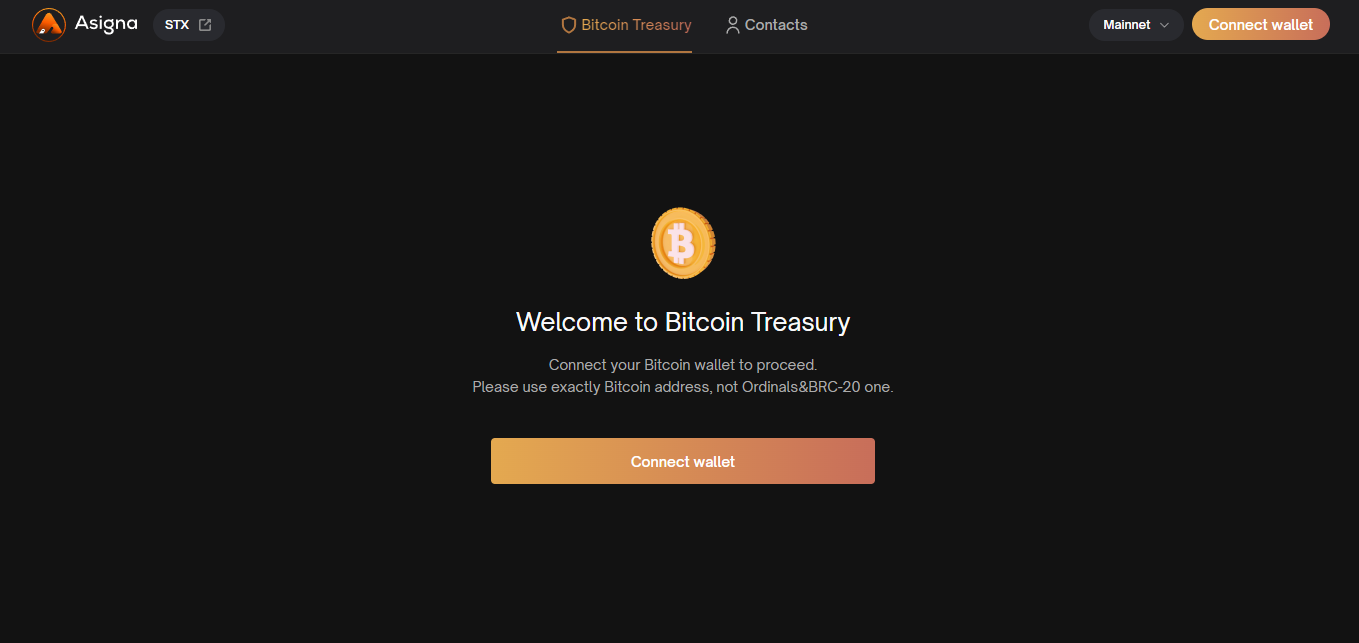 Asigna
STX
Bitcoin Treasury
Contacts
Mainnet
Connect wallet
Welcome to Bitcoin Treasury
Connect your Bitcoin wallet to proceed.
Please use exactly Bitcoin address, not Ordinals&BRC-20 one.
Connect wallet